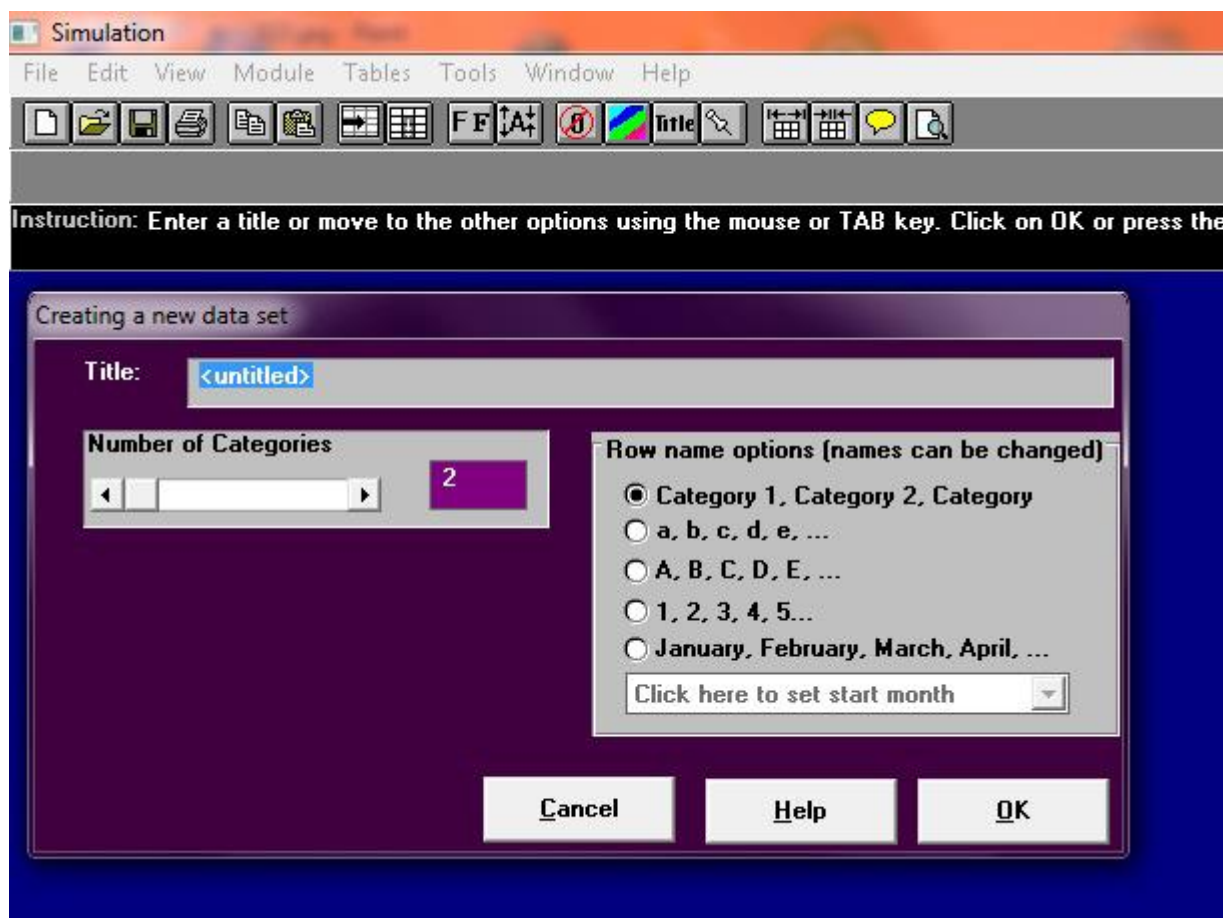 Simulation
File Edit View Module Tables Tools Window Help
F F A Title
Instruction: Enter a title or move to the other options using the mouse or TAB key. Click on OK or press the
Creating a new data set
Title: <untitled>
Number of Categories
2
Row name options (names can be changed)
Category 1, Category 2, Category
a, b, c, d, e, ...
A, B, C, D, E, ...
1, 2, 3, 4, 5...
January, February, March, April, ...
Click here to set start month
Cancel Help OK